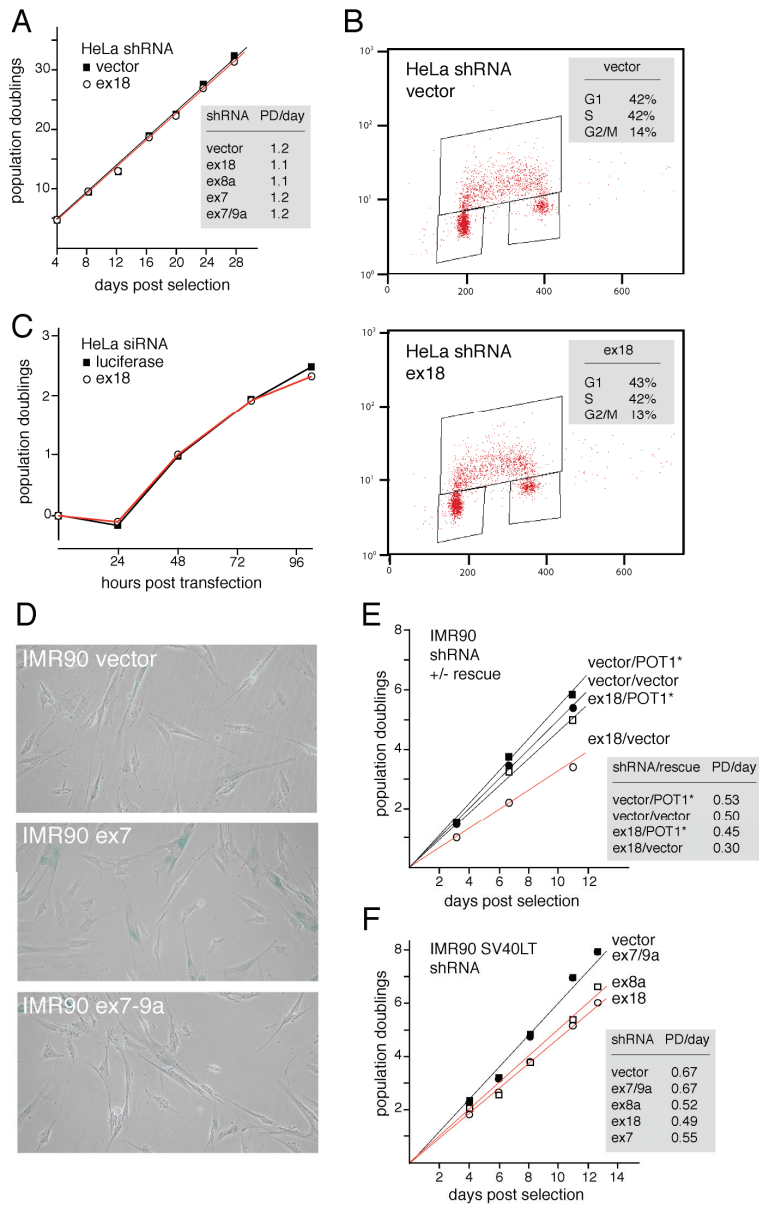 A
HeLa shRNA
vector
ex18
population doublings
30
20
10
4 8 12 16 20 24 28
days post selection
shRNA PD/day
vector 1.2
ex18 1.1
ex8a 1.1
ex7 1.2
ex7/9a 1.2
B
HeLa shRNA
vector
10³
10²
10¹
10⁰
0 200 400 600
vector
G1 42%
S 42%
G2/M 14%
HeLa shRNA
ex18
10³
10²
10¹
10⁰
0 200 400 600
ex18
G1 43%
S 42%
G2/M 13%
C
HeLa siRNA
luciferase
ex18
population doublings
3
2
1
0
24 48 72 96
hours post transfection
D
IMR90 vector
IMR90 ex7
IMR90 ex7-9a
E
IMR90
shRNA
+/- rescue
population doublings
8
6
4
2
2 4 6 8 10 12
days post selection
vector/POT1*
vector/vector
ex18/POT1*
ex18/vector
shRNA/rescue PD/day
vector/POT1* 0.53
vector/vector 0.50
ex18/POT1* 0.45
ex18/vector 0.30
F
IMR90 SV40LT
shRNA
population doublings
8
6
4
2
2 4 6 8 10 12 14
days post selection
vector
ex7/9a
ex8a
ex18
shRNA PD/day
vector 0.67
ex7/9a 0.67
ex8a 0.52
ex18 0.49
ex7 0.55